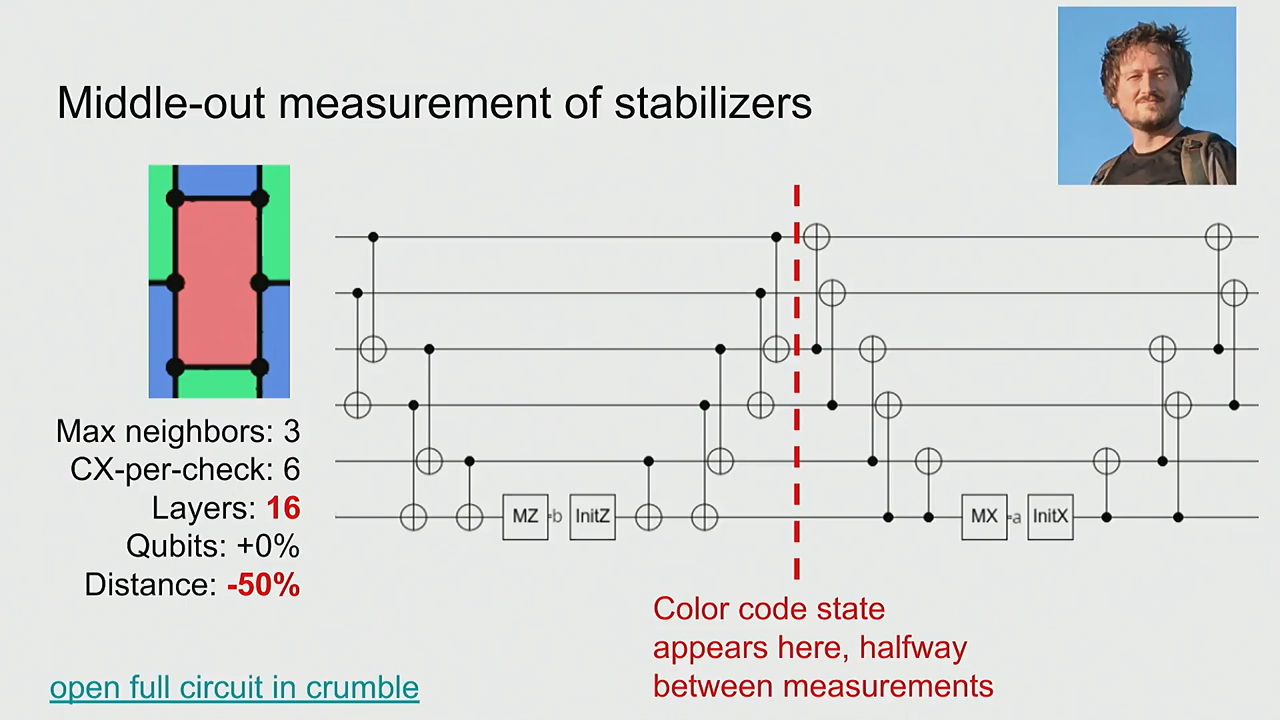 Middle-out measurement of stabilizers
Max neighbors: 3
CX-per-check: 6
Layers: 16
Qubits: +0%
Distance: -50%
MZ b InitZ
MX a InitX
Color code state
appears here, halfway
between measurements
open full circuit in crumble